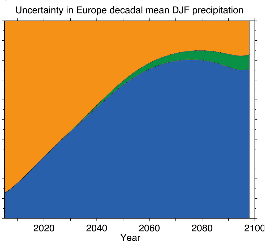 Uncertainty in Europe decadal mean DJF precipitation
2020 2040 2060 2080 2100
Year